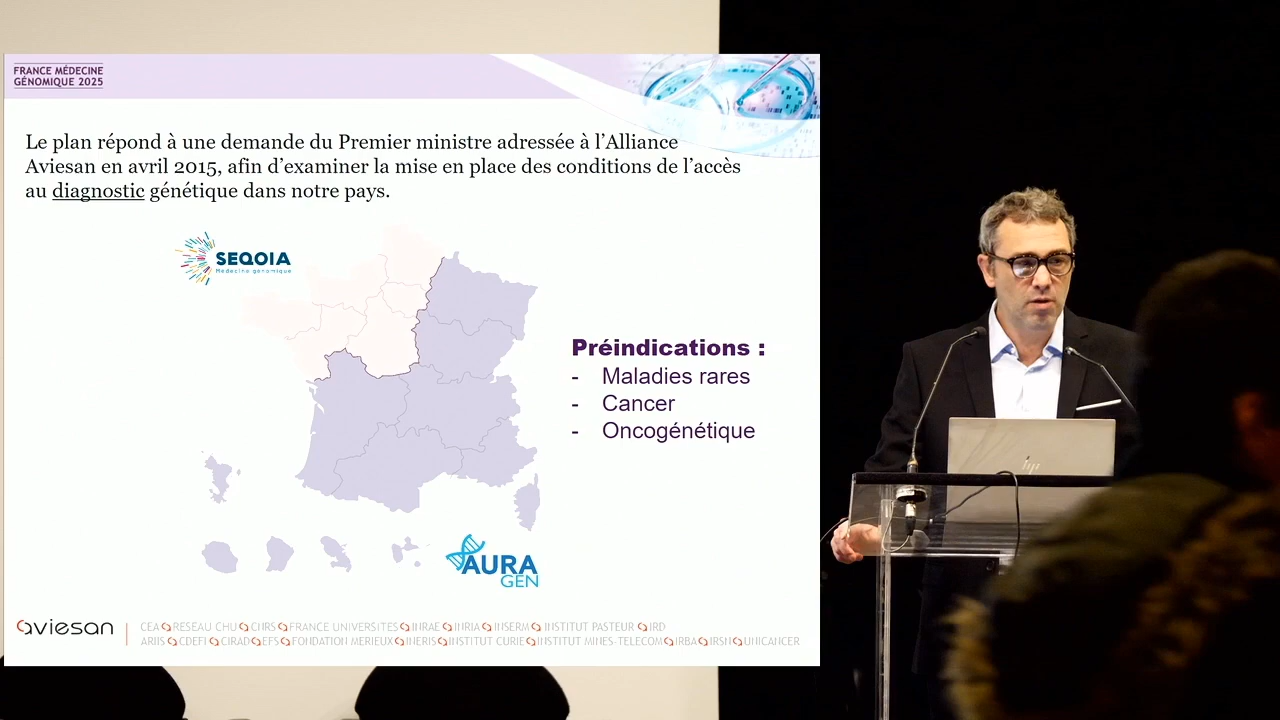 FRANCE MÉDECINE
GÉNOMIQUE 2025
Le plan répond à une demande du Premier ministre adressée à l’Alliance
Aviesan en avril 2015, afin d’examiner la mise en place des conditions de l’accès
au diagnostic génétique dans notre pays.
SEQOIA
Médecine génomique
Préindications :
- Maladies rares
- Cancer
- Oncogénétique
AURA
GEN
aviesan
CEA RESEAU CHU CNRS FRANCE UNIVERSITES INRAE INRIA INSERM INSTITUT PASTEUR IRD
ARIIS CDEFI CIRAD EFS FONDATION MERIEUX INERIS INSTITUT CURIE INSTITUT MINES-TELECOM IRBA IRSN UNICANCER
hp